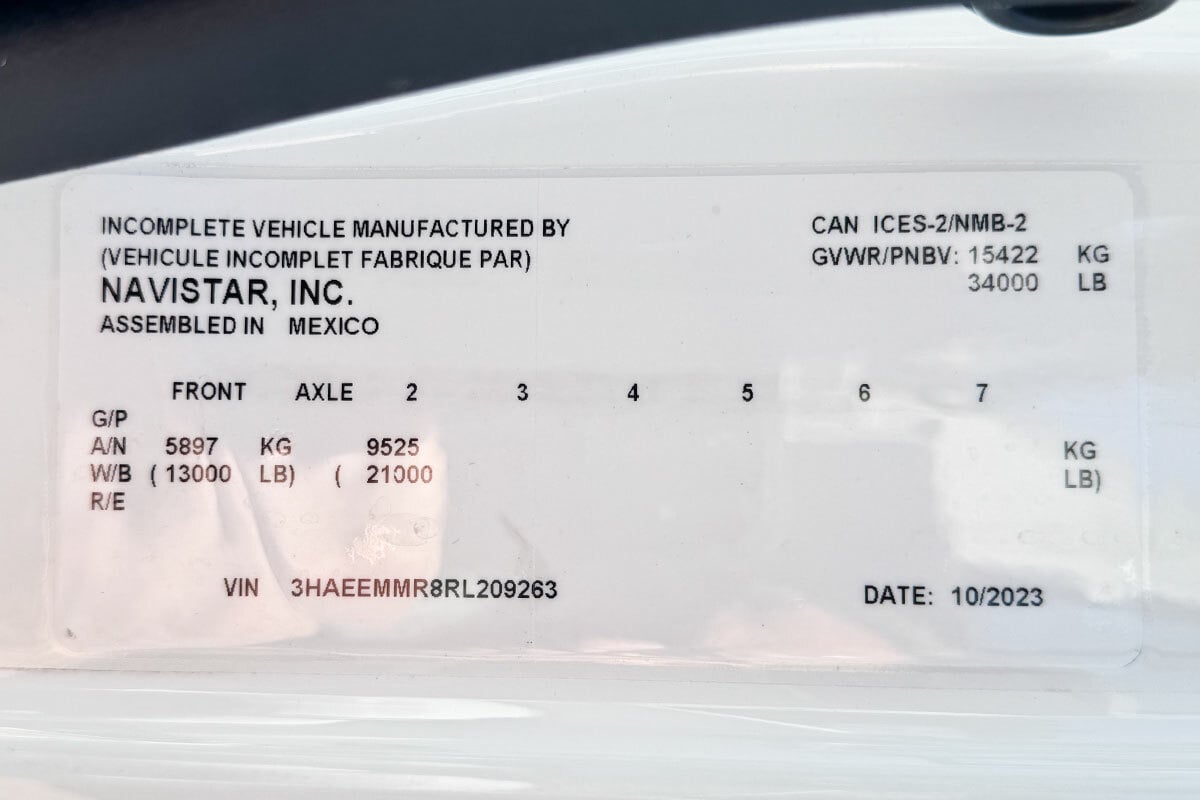 INCOMPLETE VEHICLE MANUFACTURED BY
(VEHICULE INCOMPLET FABRIQUE PAR)
NAVISTAR, INC.
ASSEMBLED IN MEXICO
CAN ICES-2/NMB-2
GVWR/PNBV: 15422 KG
34000 LB
FRONT AXLE 2 3 4 5 6 7
G/P
A/N 5897 KG 9525 KG
W/B ( 13000 LB) ( 21000 LB)
R/E
VIN 3HAEEMMR8RL209263
DATE: 10/2023